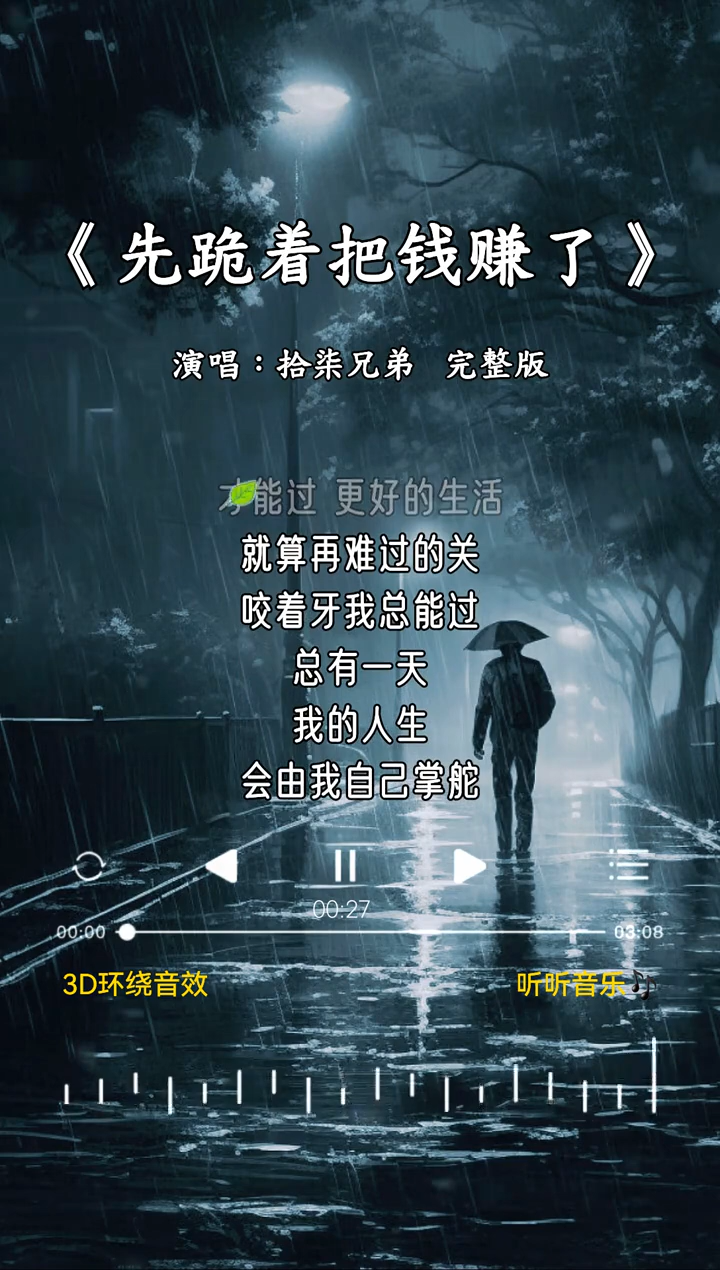 《先跪着把钱赚了》
演唱：拾柒兄弟 完整版
才能过 更好的生活
就算再难过的关
咬着牙我总能过
总有一天
我的人生
会由我自己掌舵
00:27
00:00 03:08
3D环绕音效 听昕音乐🎶